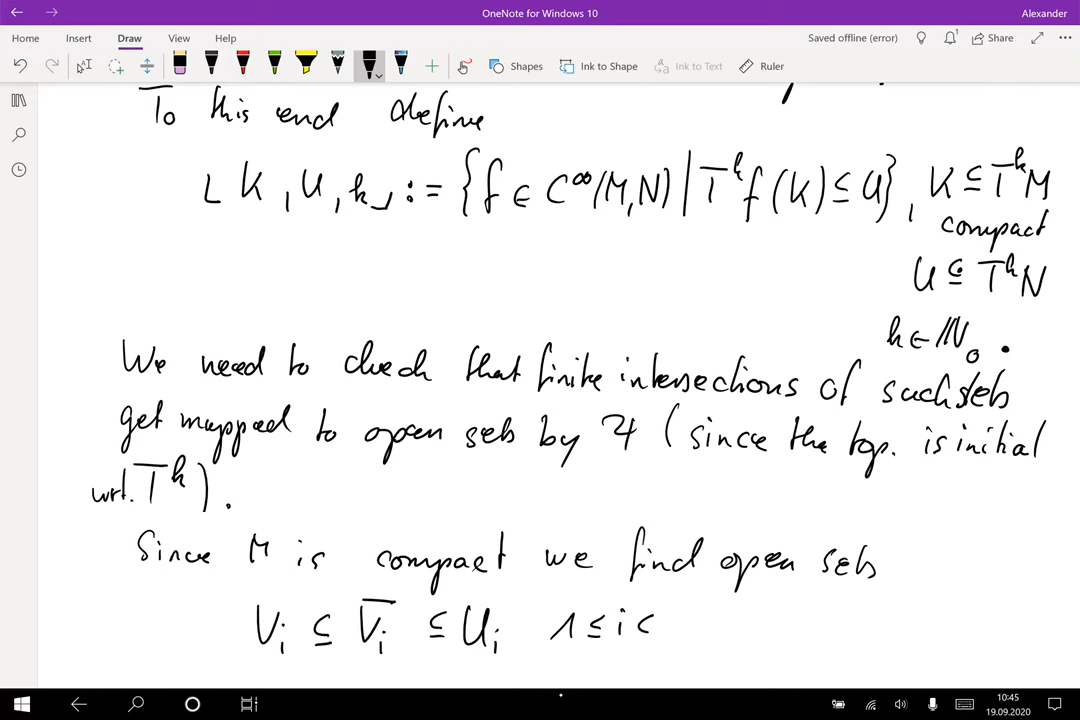 OneNote for Windows 10
Alexander
Home Insert Draw View Help
Saved offline (error)
Share
Shapes
Ink to Shape
Ink to Text
Ruler
To this end define
⌊K, U, k⌋ := {f ∈ C^∞(M,N) | T^k f(K) ⊆ U}, K ⊆ T^k M
compact
U ⊆ T^k N
k ∈ ℕ_0.
We need to check that finite intersections of such sets
get mapped to open sets by Ψ (since the top. is initial
wrt. T^k).
Since M is compact we find open sets
V_i ⊆ \overline{V_i} ⊆ U_i 1 ≤ i <
10:45
19.09.2020